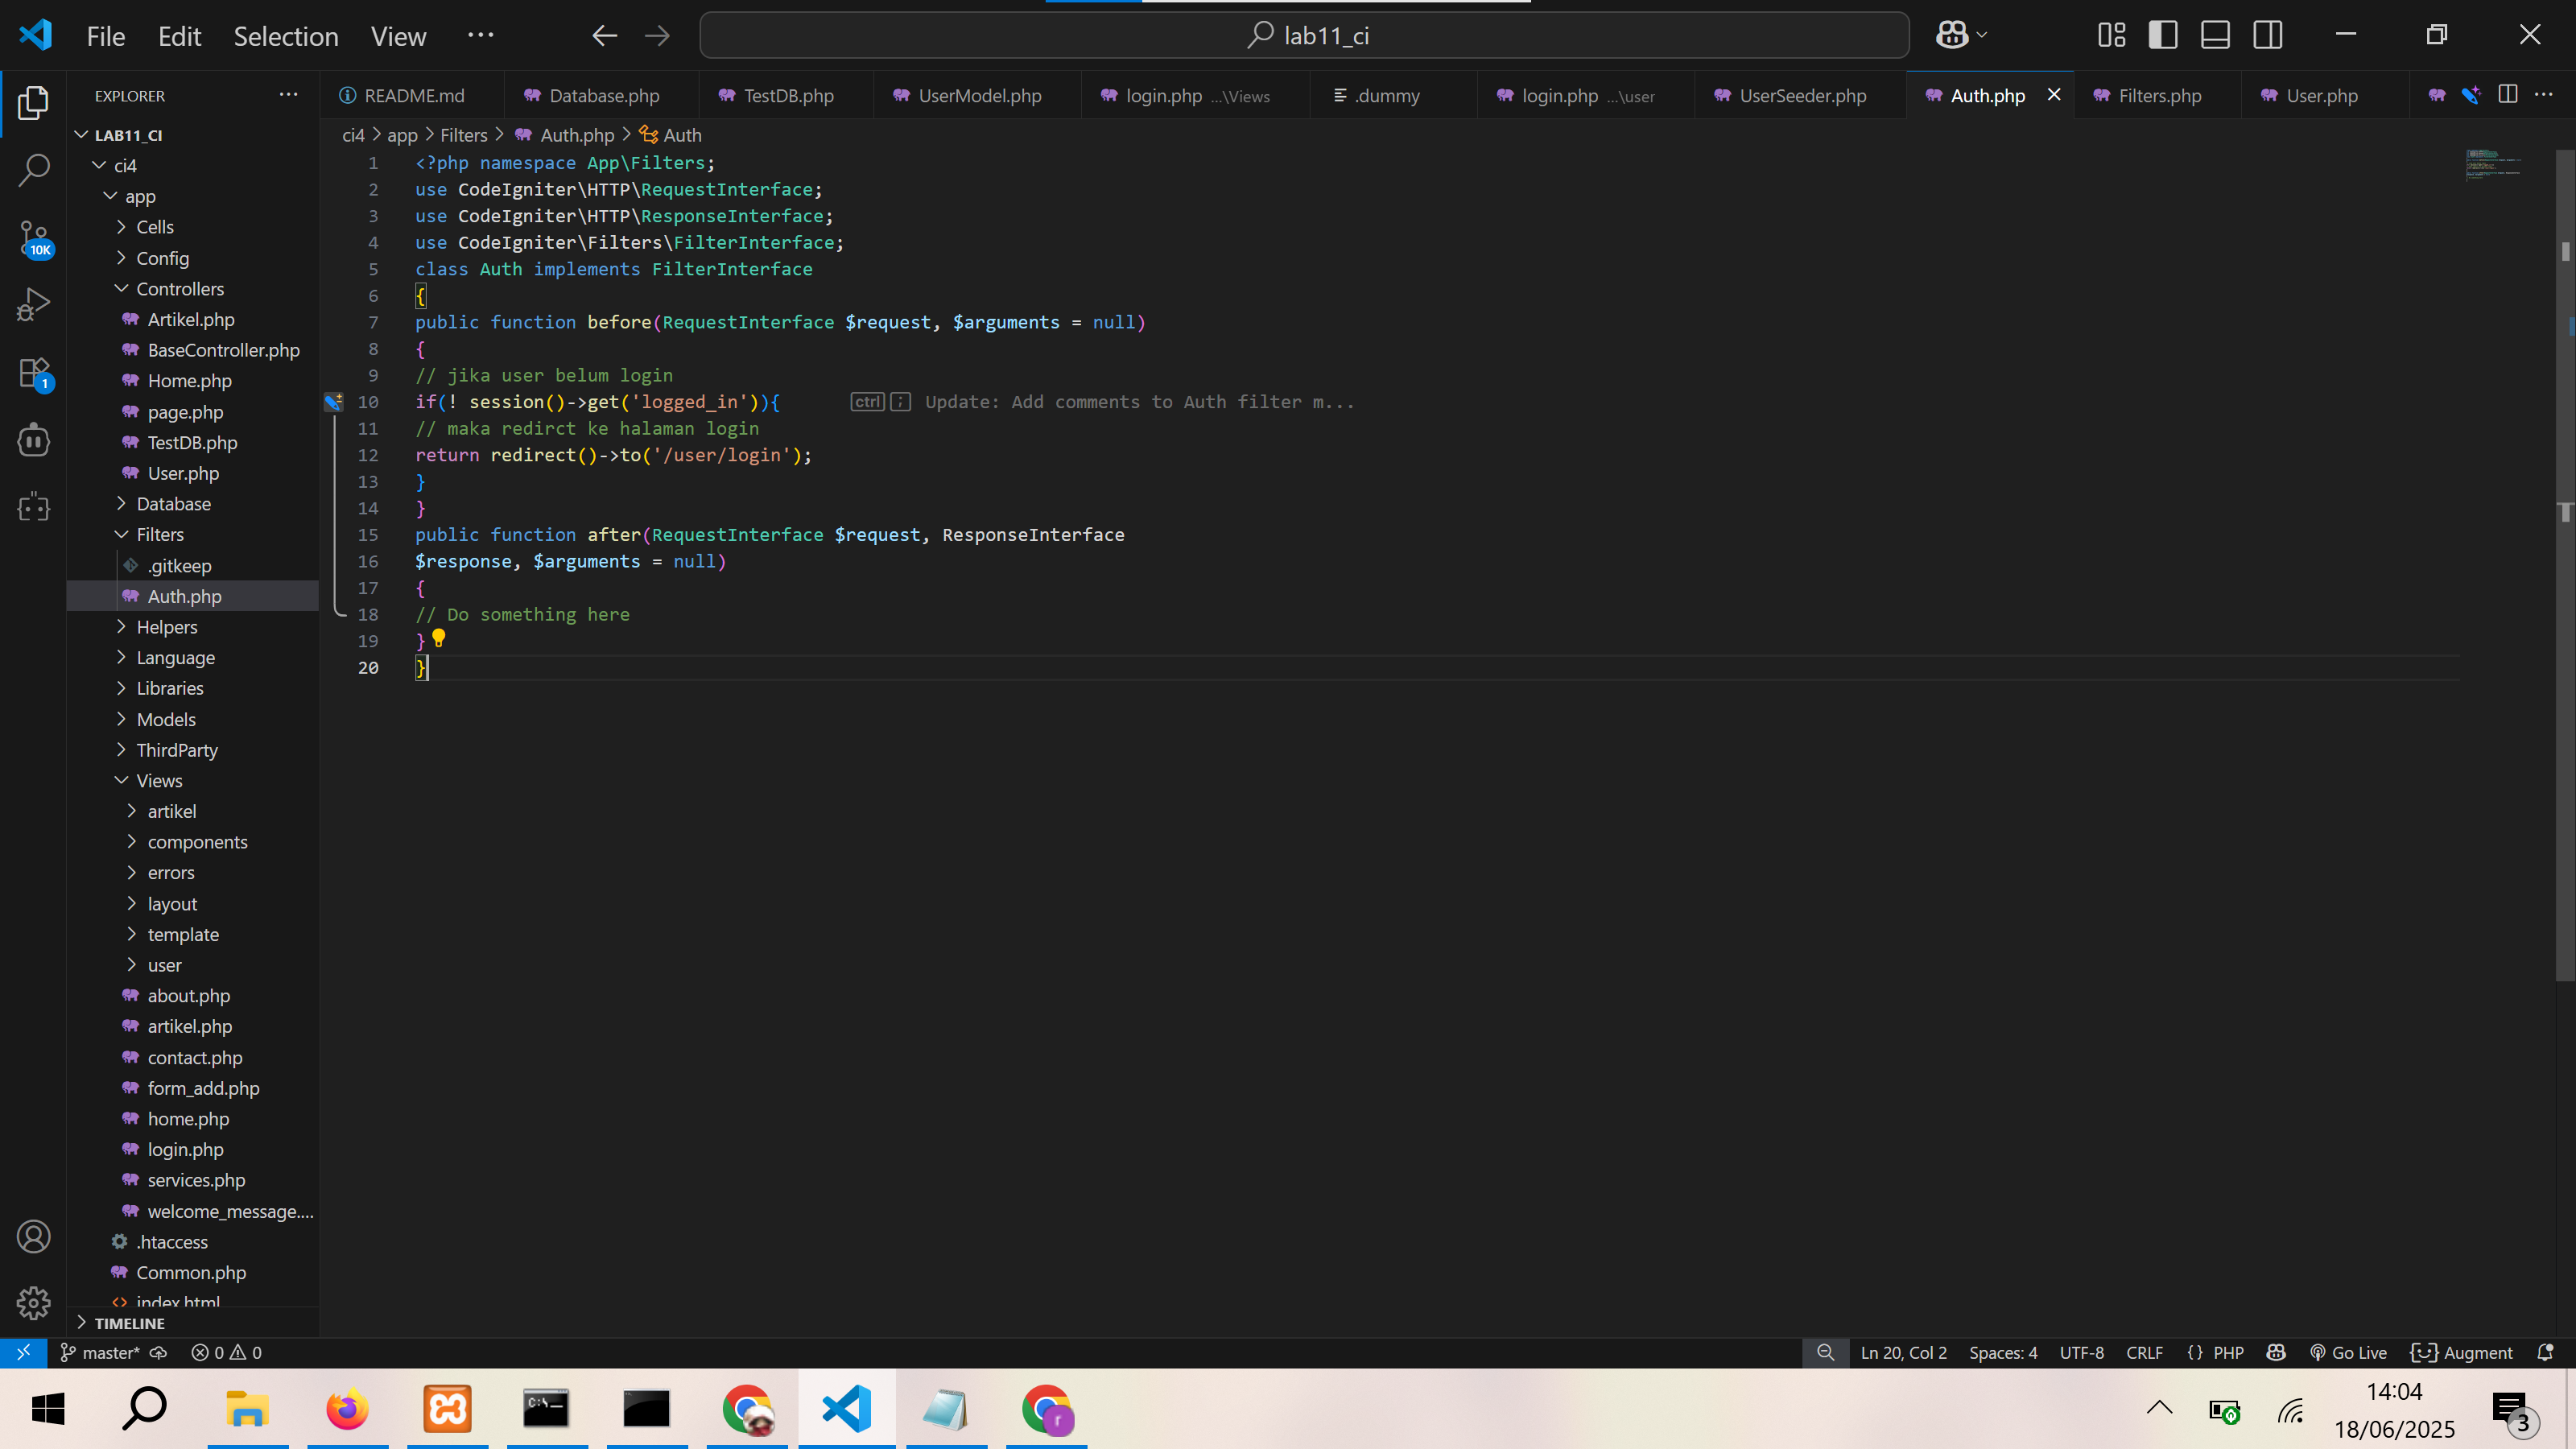 File Edit Selection View ··· lab11_ci
EXPLORER ···
README.md Database.php TestDB.php UserModel.php login.php ...\Views .dummy login.php ...\user UserSeeder.php Auth.php Filters.php User.php ···
ci4 > app > Filters > Auth.php > Auth
LAB11_CI
ci4
app
Cells
Config
Controllers
Artikel.php
BaseController.php
Home.php
page.php
TestDB.php
User.php
Database
Filters
.gitkeep
Auth.php
Helpers
Language
Libraries
Models
ThirdParty
Views
artikel
components
errors
layout
template
user
about.php
artikel.php
contact.php
form_add.php
home.php
login.php
services.php
welcome_message....
.htaccess
Common.php
index.html
TIMELINE
10K
1
1 <?php namespace App\Filters;
2 use CodeIgniter\HTTP\RequestInterface;
3 use CodeIgniter\HTTP\ResponseInterface;
4 use CodeIgniter\Filters\FilterInterface;
5 class Auth implements FilterInterface
6 {
7 public function before(RequestInterface $request, $arguments = null)
8 {
9 // jika user belum login
10 if(! session()->get('logged_in')){ ctrl ; Update: Add comments to Auth filter m...
11 // maka redirct ke halaman login
12 return redirect()->to('/user/login');
13 }
14 }
15 public function after(RequestInterface $request, ResponseInterface
16 $response, $arguments = null)
17 {
18 // Do something here
19 }
20 }
master* 0 0 Ln 20, Col 2 Spaces: 4 UTF-8 CRLF {} PHP Go Live Augment
14:04
18/06/2025
3